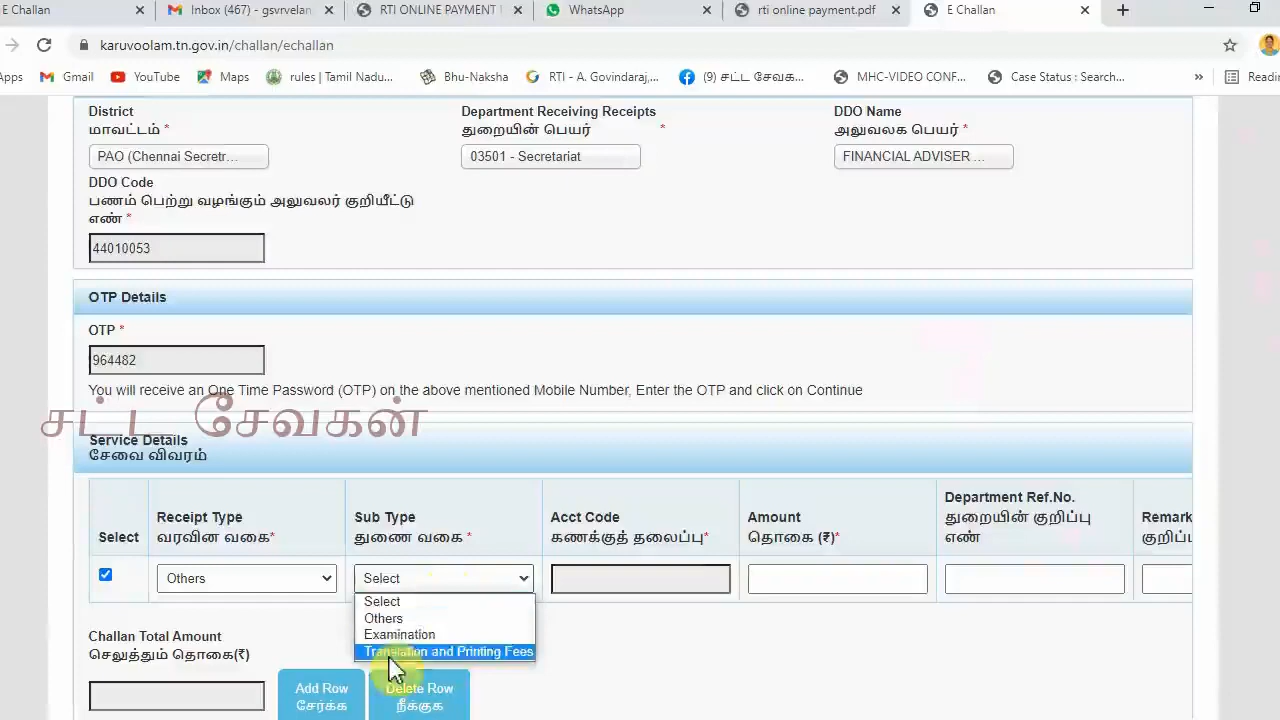 E Challan
Inbox (467) - gsvrvelan
RTI ONLINE PAYMENT
WhatsApp
rti online payment.pdf
E Challan
karuvoolam.tn.gov.in/challan/echallan
Apps
Gmail
YouTube
Maps
rules | Tamil Nadu...
Bhu-Naksha
RTI - A. Govindaraj,...
(9) சட்ட சேவக...
MHC-VIDEO CONF...
Case Status : Search...
»
Readin
District
மாவட்டம் *
PAO (Chennai Secretr...
Department Receiving Receipts
துறையின் பெயர் *
03501 - Secretariat
DDO Name
அலுவலக பெயர் *
FINANCIAL ADVISER ...
DDO Code
பணம் பெற்று வழங்கும் அலுவலர் குறியீட்டு
எண் *
44010053
OTP Details
OTP *
964482
You will receive an One Time Password (OTP) on the above mentioned Mobile Number, Enter the OTP and click on Continue
சட்ட சேவகன்
Service Details
சேவை விவரம்
Select
Receipt Type
வரவின வகை*
Sub Type
துணை வகை *
Acct Code
கணக்குத் தலைப்பு*
Amount
தொகை (₹)*
Department Ref.No.
துறையின் குறிப்பு
எண்
Remark
குறிப்ப
Others
Select
Select
Others
Examination
Translation and Printing Fees
Challan Total Amount
செலுத்தும் தொகை(₹)
Add Row
சேர்க்க
Delete Row
நீக்குக